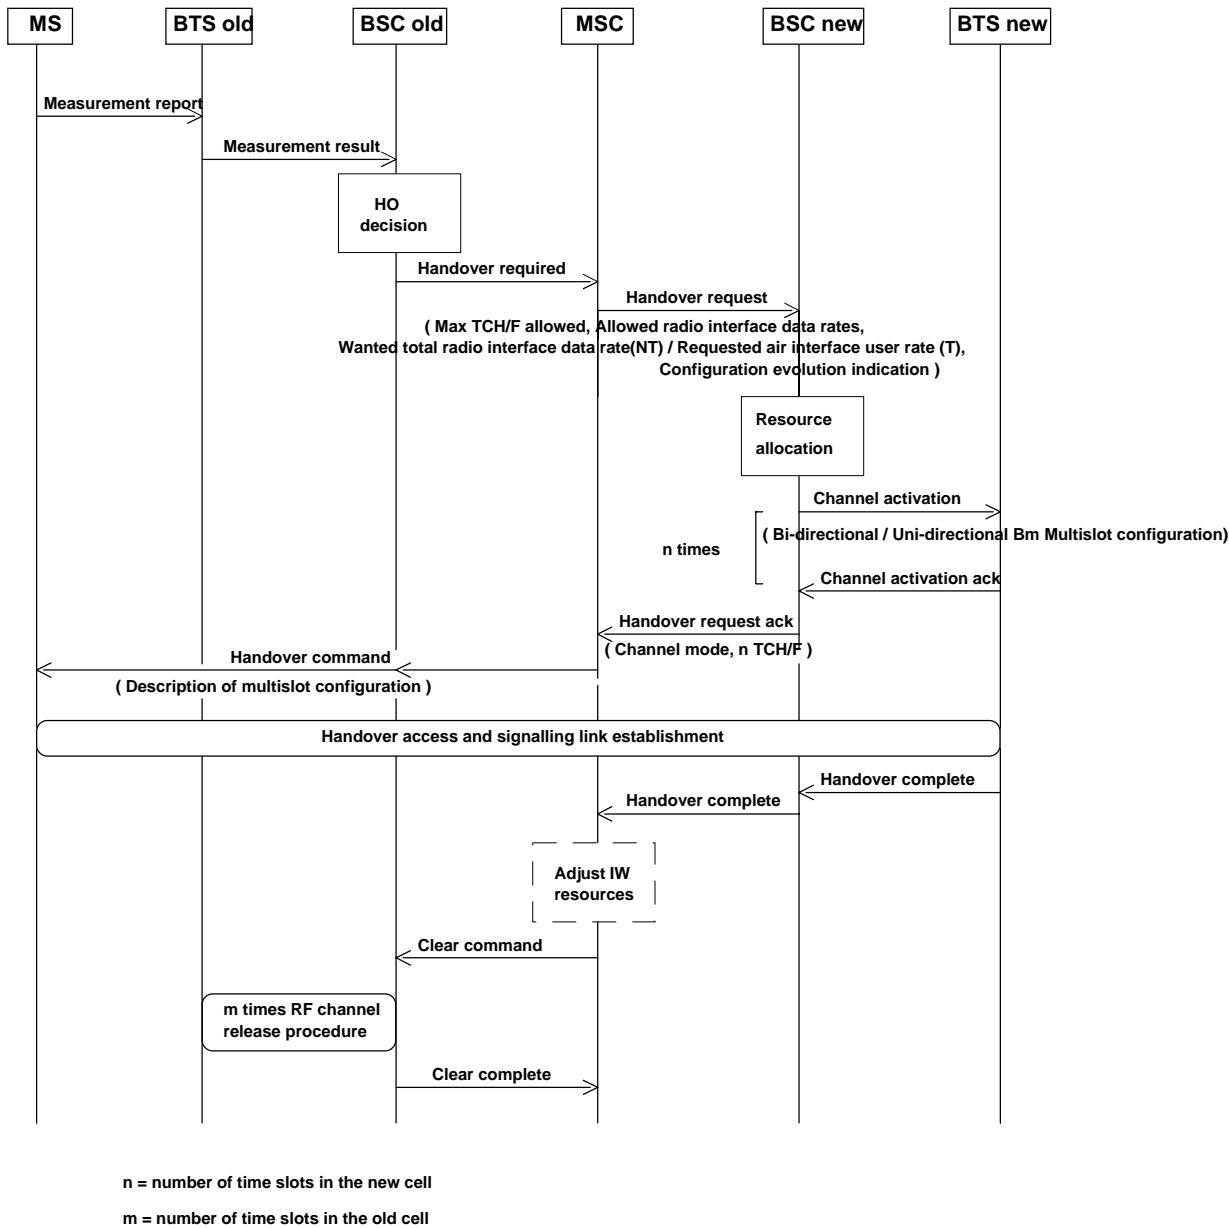 MS
BTS old
BSC old
MSC
BSC new
BTS new
Measurement report
Measurement result
HO
decision
Handover required
Handover request
( Max TCH/F allowed, Allowed radio interface data rates,
Wanted total radio interface data rate(NT) / Requested air interface user rate (T),
Configuration evolution indication )
Resource
allocation
Channel activation
( Bi-directional / Uni-directional Bm Multislot configuration)
n times
Channel activation ack
Handover request ack
( Channel mode, n TCH/F )
Handover command
( Description of multislot configuration )
Handover access and signalling link establishment
Handover complete
Handover complete
Adjust IW
resources
Clear command
m times RF channel
release procedure
Clear complete
n = number of time slots in the new cell
m = number of time slots in the old cell